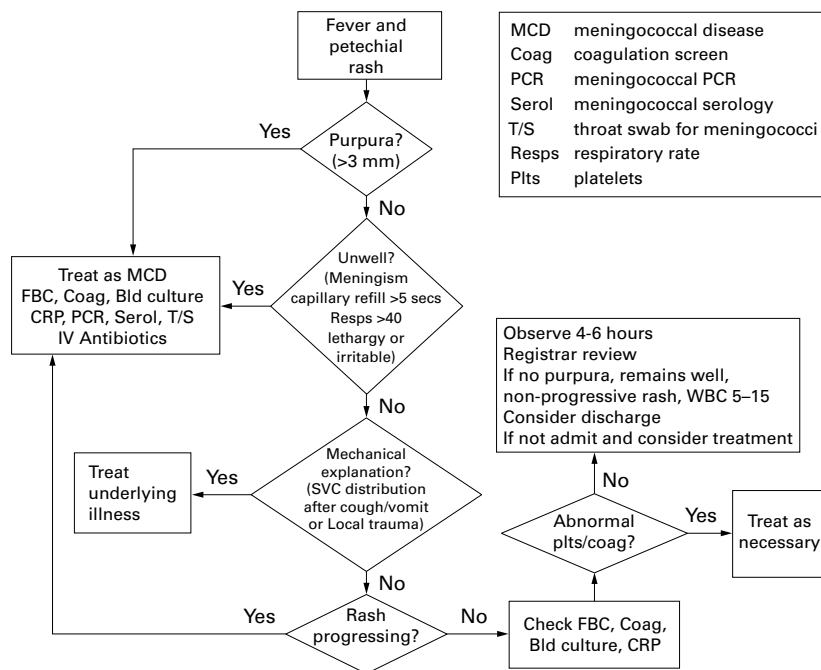 Fever and
petechial
rash
MCD meningococcal disease
Coag coagulation screen
PCR meningococcal PCR
Serol meningococcal serology
T/S throat swab for meningococci
Resps respiratory rate
Plts platelets
Yes
Purpura?
(>3 mm)
No
Treat as MCD
FBC, Coag, Bld culture
CRP, PCR, Serol, T/S
IV Antibiotics
Yes
Unwell?
(Meningism
capillary refill >5 secs
Resps >40
lethargy or
irritable)
No
Observe 4-6 hours
Registrar review
If no purpura, remains well,
non-progressive rash, WBC 5–15
Consider discharge
If not admit and consider treatment
Treat
underlying
illness
Yes
Mechanical
explanation?
(SVC distribution
after cough/vomit
or Local trauma)
No
No
Abnormal
plts/coag?
Yes
Treat as
necessary
Yes
Rash
progressing?
No
Check FBC, Coag,
Bld culture, CRP